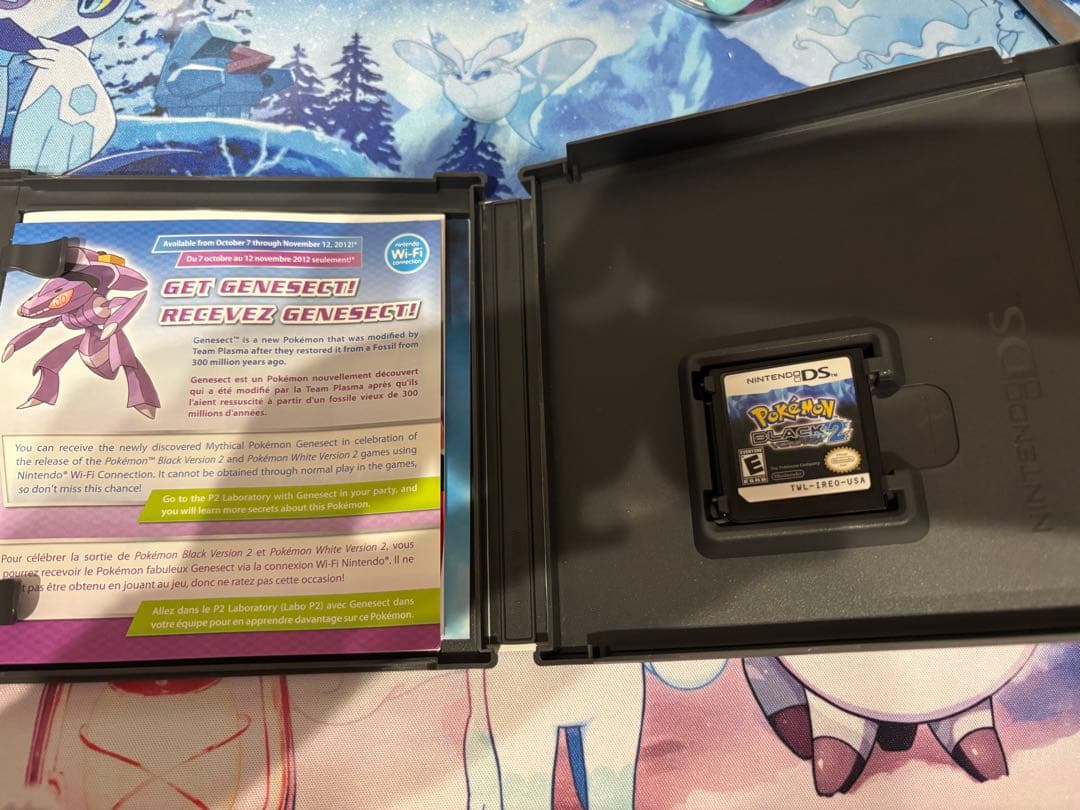 Available from October 7 through November 12, 2012!*
Du 7 octobre au 12 novembre 2012 seulement!*
Nintendo
Wi-Fi
connection
GET GENESECT!
RECEVEZ GENESECT!
Genesect™ is a new Pokémon that was modified by
Team Plasma after they restored it from a Fossil from
300 million years ago.
Genesect est un Pokémon nouvellement découvert
qui a été modifié par la Team Plasma après qu'ils
l'aient ressuscité à partir d'un fossile vieux de 300
millions d'années.
You can receive the newly discovered Mythical Pokémon Genesect in celebration of
the release of the Pokémon™ Black Version 2 and Pokémon White Version 2 games using
Nintendo® Wi-Fi Connection. It cannot be obtained through normal play in the games,
so don't miss this chance!
Go to the P2 Laboratory with Genesect in your party, and
you will learn more secrets about this Pokémon.
Pour célébrer la sortie de Pokémon Black Version 2 et Pokémon White Version 2, vous
pourrez recevoir le Pokémon fabuleux Genesect via la connexion Wi-Fi Nintendo®. Il ne
pas être obtenu en jouant au jeu, donc ne ratez pas cette occasion!
Allez dans le P2 Laboratory (Labo P2) avec Genesect dans
votre équipe pour en apprendre davantage sur ce Pokémon.
NINTENDO DS™
POKÉMON
BLACK 2
EVERYONE
E
ESRB
The Pokémon Company
Nintendo
TWL-IREO-USA
NINTENDO DS